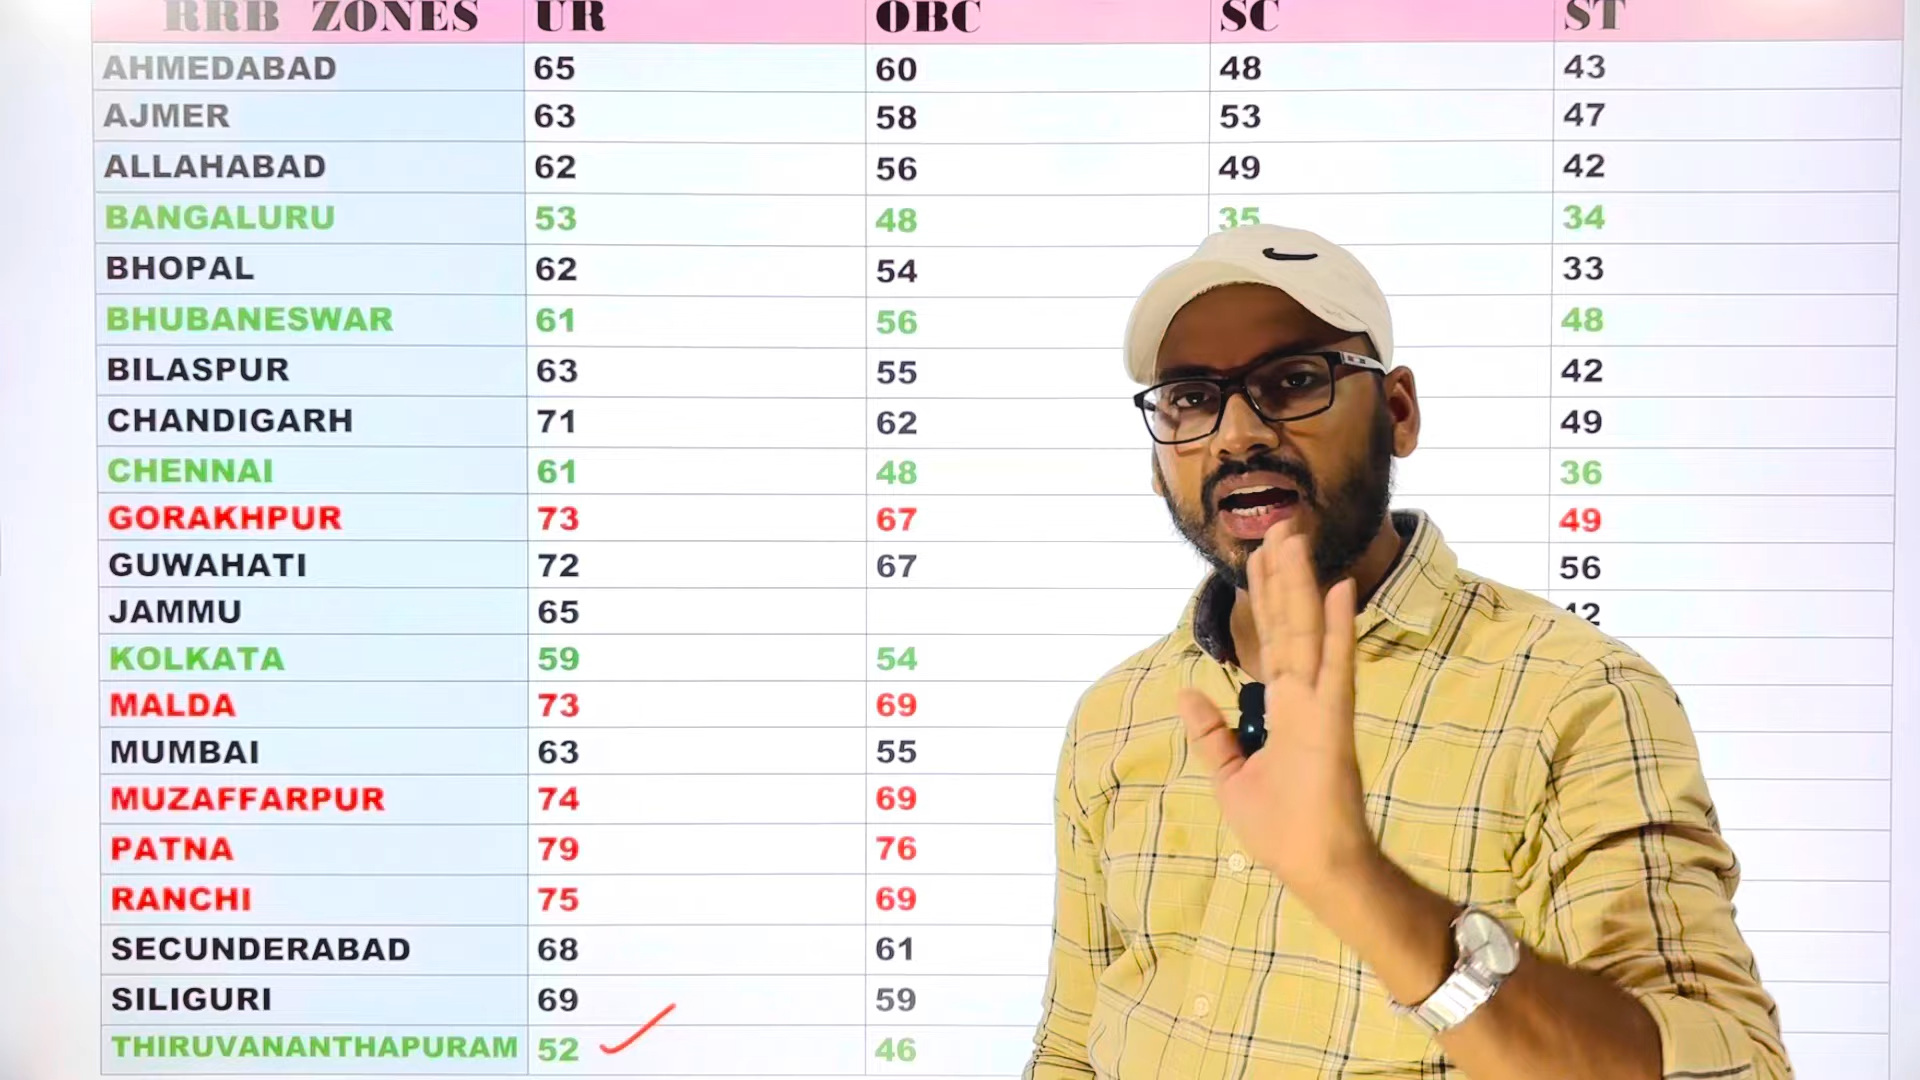 RRB ZONES UR OBC SC ST
AHMEDABAD 65 60 48 43
AJMER 63 58 53 47
ALLAHABAD 62 56 49 42
BANGALURU 53 48 35 34
BHOPAL 62 54 33
BHUBANESWAR 61 56 48
BILASPUR 63 55 42
CHANDIGARH 71 62 49
CHENNAI 61 48 36
GORAKHPUR 73 67 49
GUWAHATI 72 67 56
JAMMU 65
KOLKATA 59 54
MALDA 73 69
MUMBAI 63 55
MUZAFFARPUR 74 69
PATNA 79 76
RANCHI 75 69
SECUNDERABAD 68 61
SILIGURI 69 59
THIRUVANANTHAPURAM 52 46